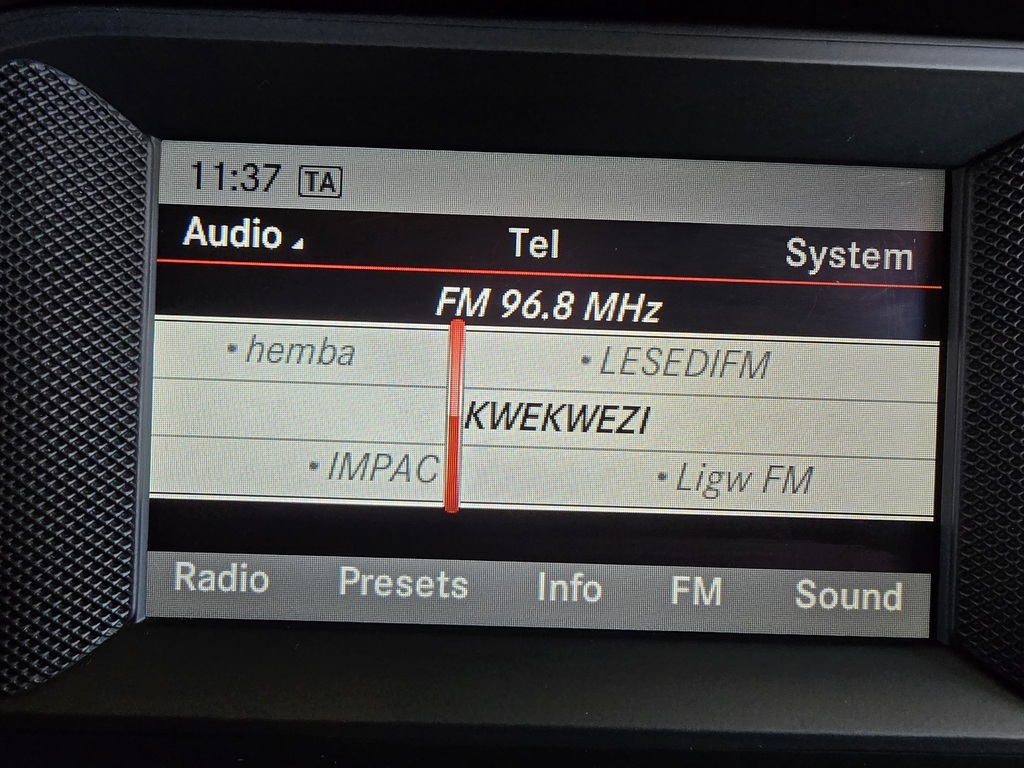 11:37 TA
Audio Tel System
FM 96.8 MHz
• hemba • LESEDIFM
KWEKWEZI
• IMPAC • Ligw FM
Radio Presets Info FM Sound